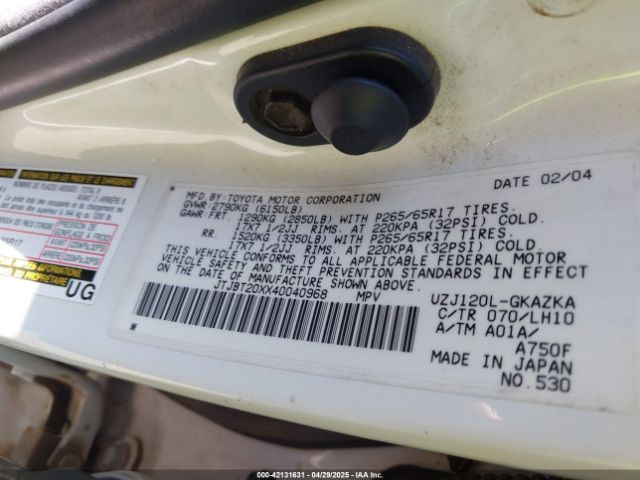 MFD.BY:TOYOTA MOTOR CORPORATION
DATE 02/04
GVWR:2790KG (6150LB)
GAWR:FRT. 1290KG (2850LB) WITH P265/65R17 TIRES.
17X7 1/2JJ RIMS. AT 220KPA (32PSI) COLD.
RR. 1520KG (3350LB) WITH P265/65R17 TIRES.
17X7 1/2JJ RIMS. AT 220KPA (32PSI) COLD.
THIS VEHICLE CONFORMS TO ALL APPLICABLE FEDERAL MOTOR
VEHICLE SAFETY AND THEFT PREVENTION STANDARDS IN EFFECT
ON THE DATE OF MANUFACTURE SHOWN ABOVE.
JTJBT20XX40040968 MPV
UZJ120L-GKAZKA
C/TR 070/LH10
A/TM A01A/
A750F
MADE IN JAPAN
NO.530
UG
00-42131631 - 04/29/2025 - IAAI.COM